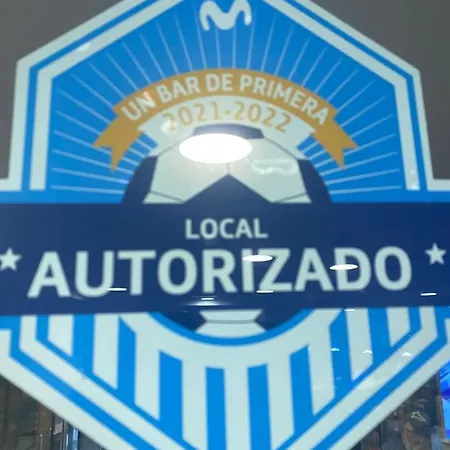 UN BAR DE PRIMERA
2021-2022
LOCAL
AUTORIZADO